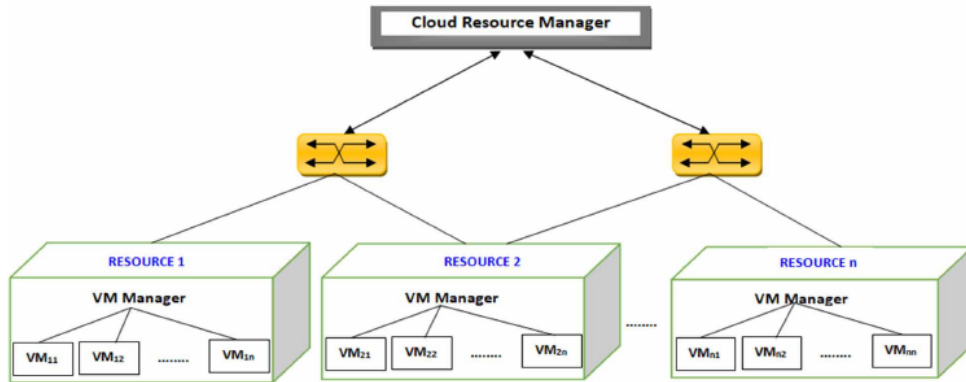 Cloud Resource Manager
RESOURCE 1
RESOURCE 2
RESOURCE n
VM Manager
VM Manager
VM Manager
........
VM₁₁ VM₁₂ ........ VM₁ₙ
VM₂₁ VM₂₂ ........ VM₂ₙ
VMₙ₁ VMₙ₂ ........ VMₙₙ